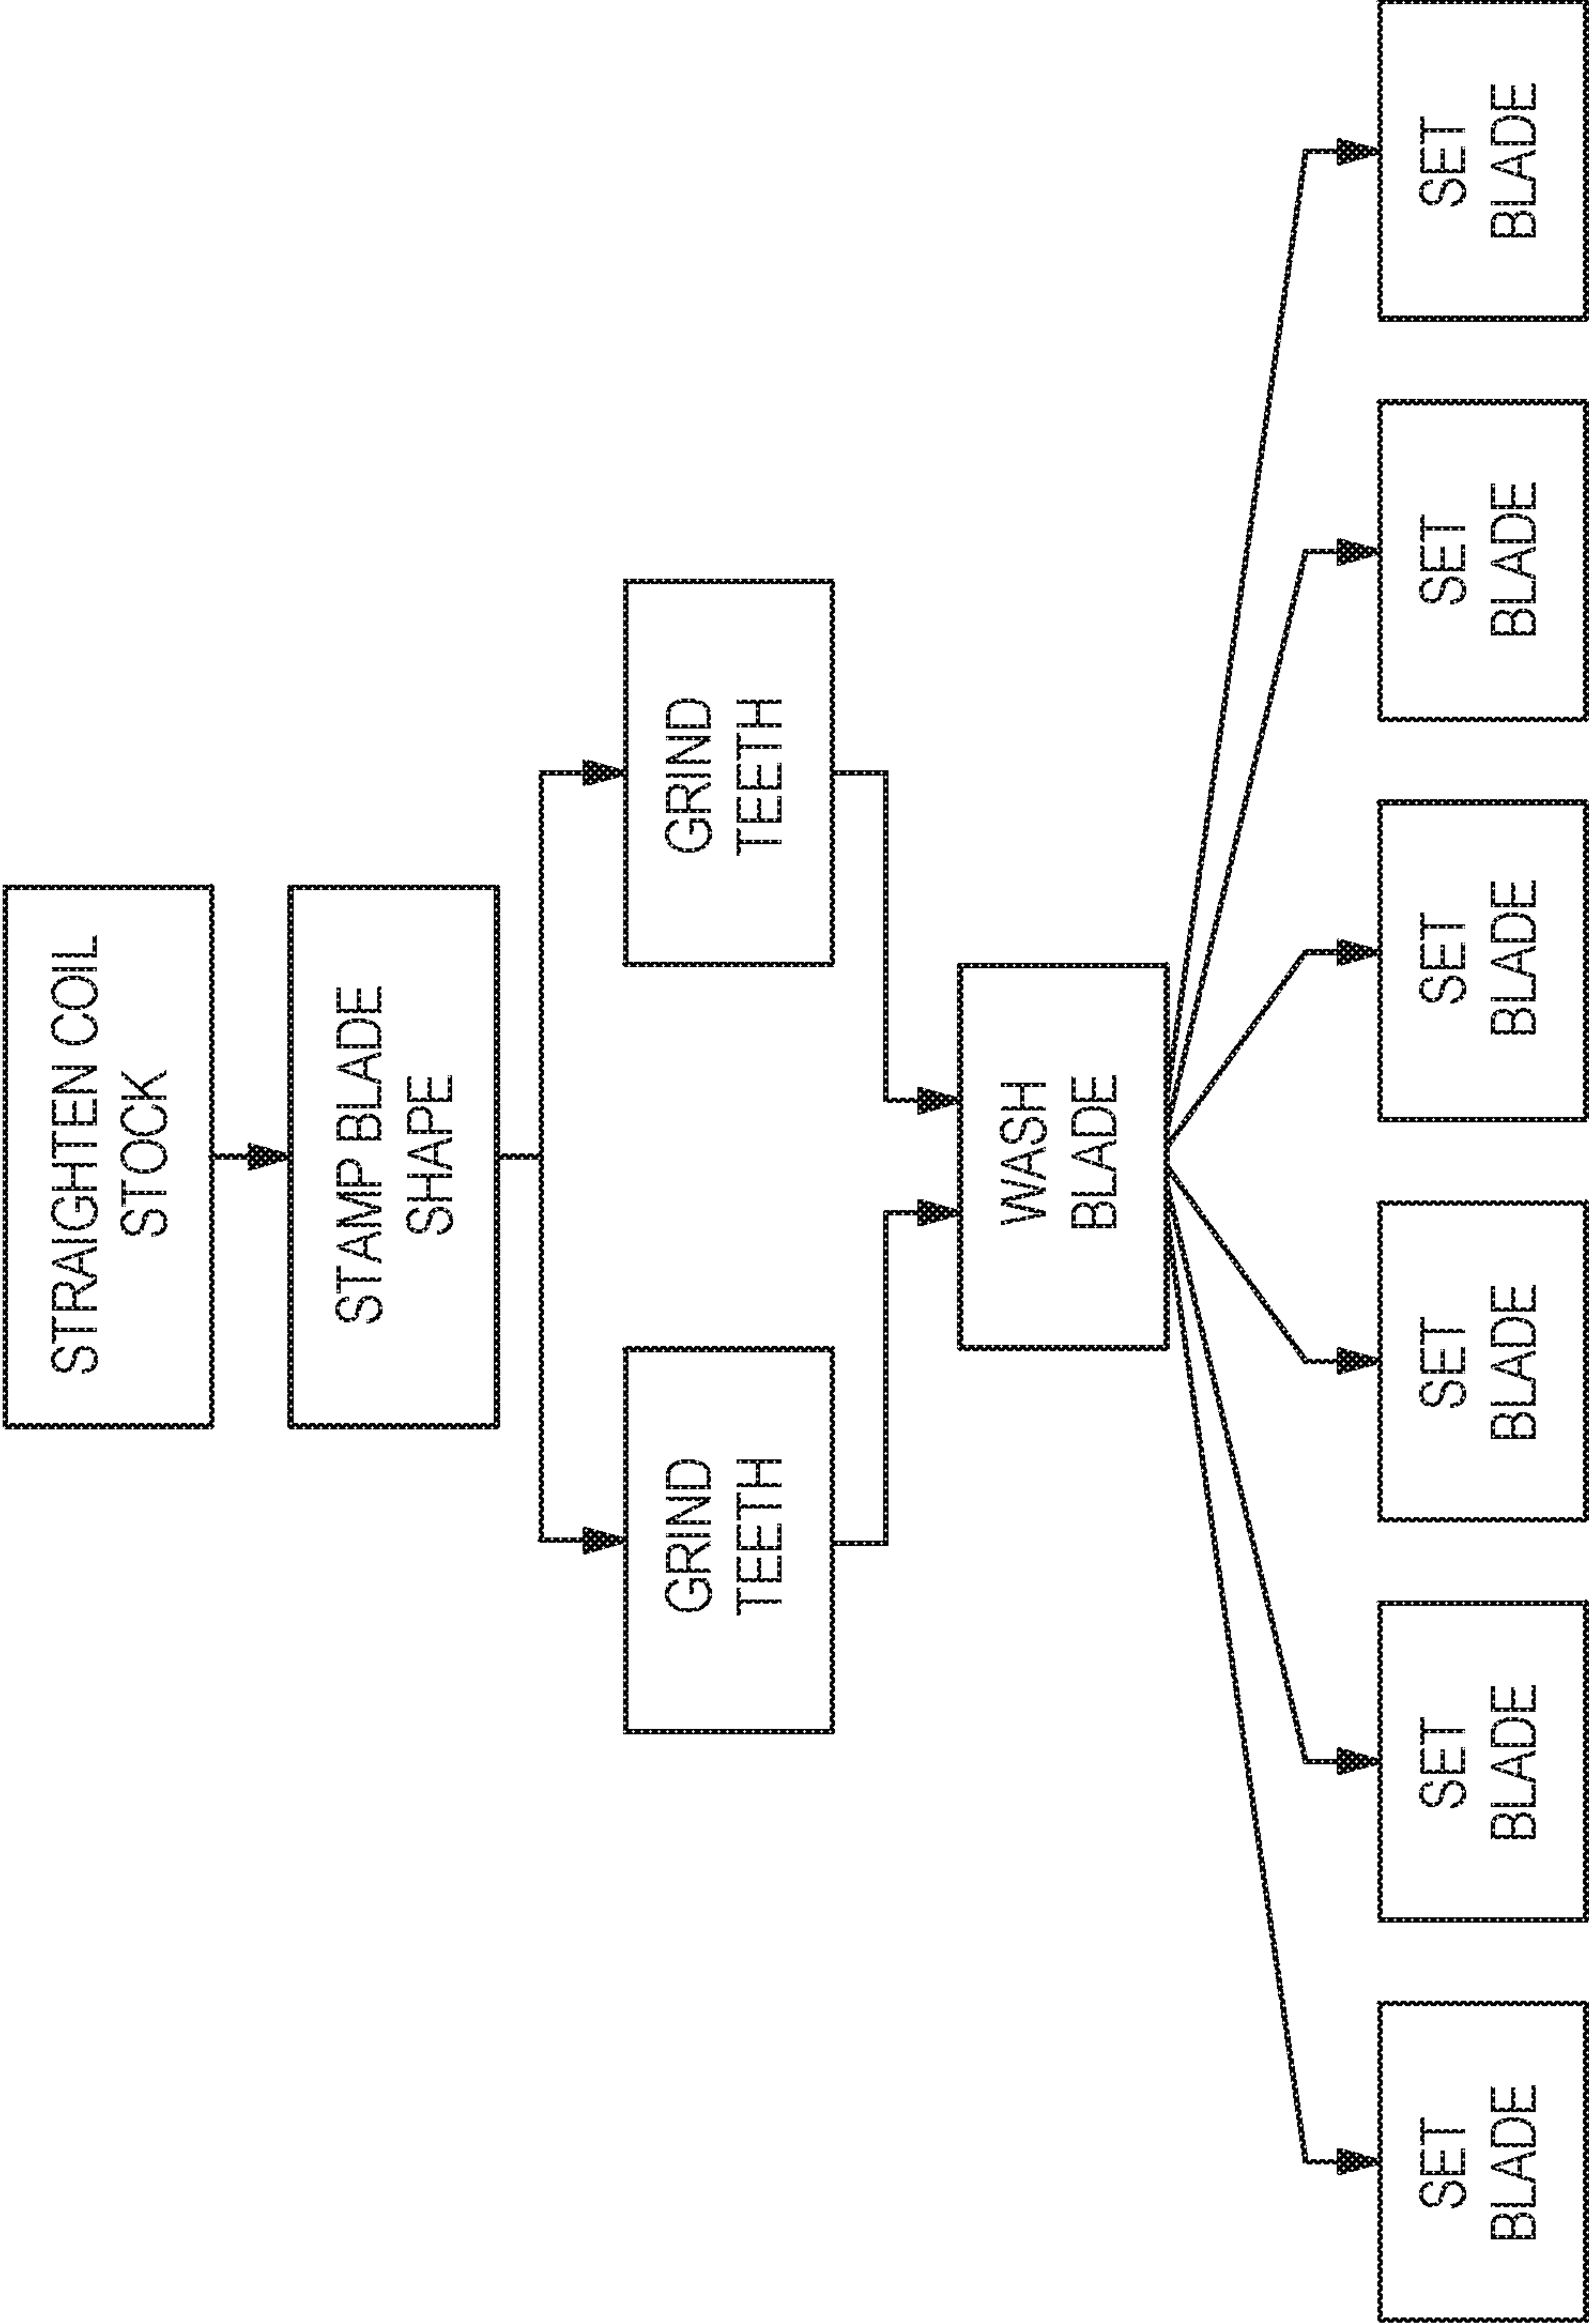 STRAIGHTEN COIL
STOCK
STAMP BLADE
SHAPE
GRIND
TEETH
GRIND
TEETH
WASH
BLADE
SET
BLADE
SET
BLADE
SET
BLADE
SET
BLADE
SET
BLADE
SET
BLADE